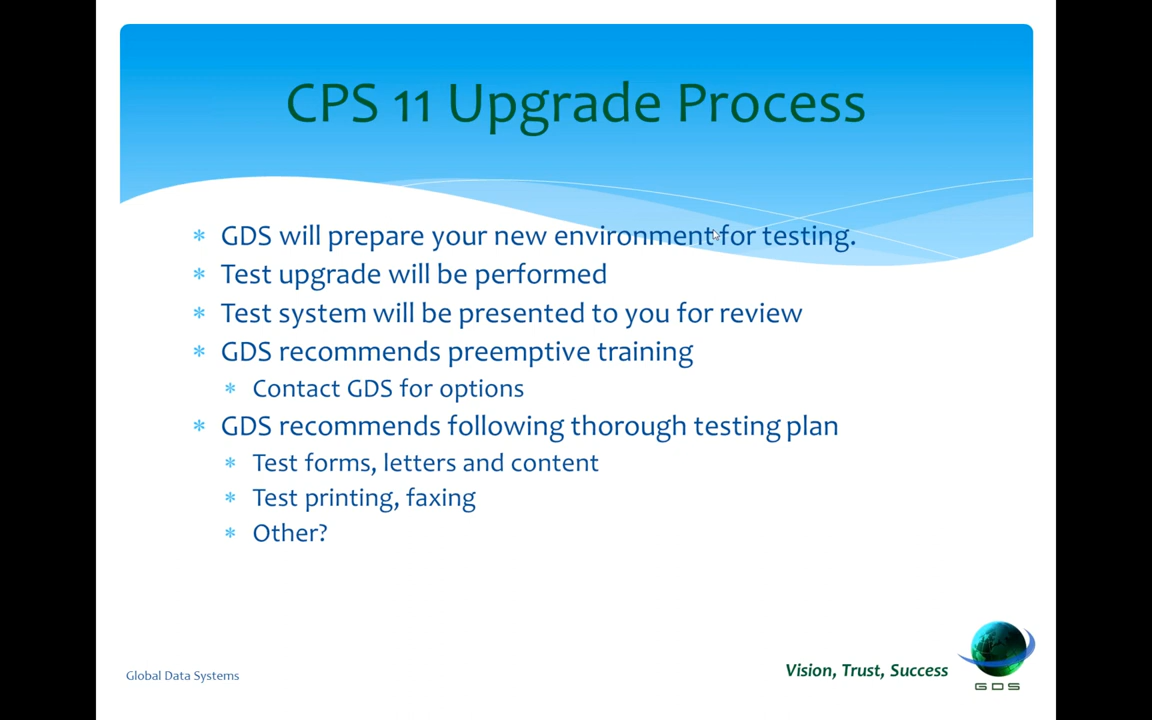 CPS 11 Upgrade Process
* GDS will prepare your new environment for testing.
* Test upgrade will be performed
* Test system will be presented to you for review
* GDS recommends preemptive training
* Contact GDS for options
* GDS recommends following thorough testing plan
* Test forms, letters and content
* Test printing, faxing
* Other?
Global Data Systems
Vision, Trust, Success
GDS